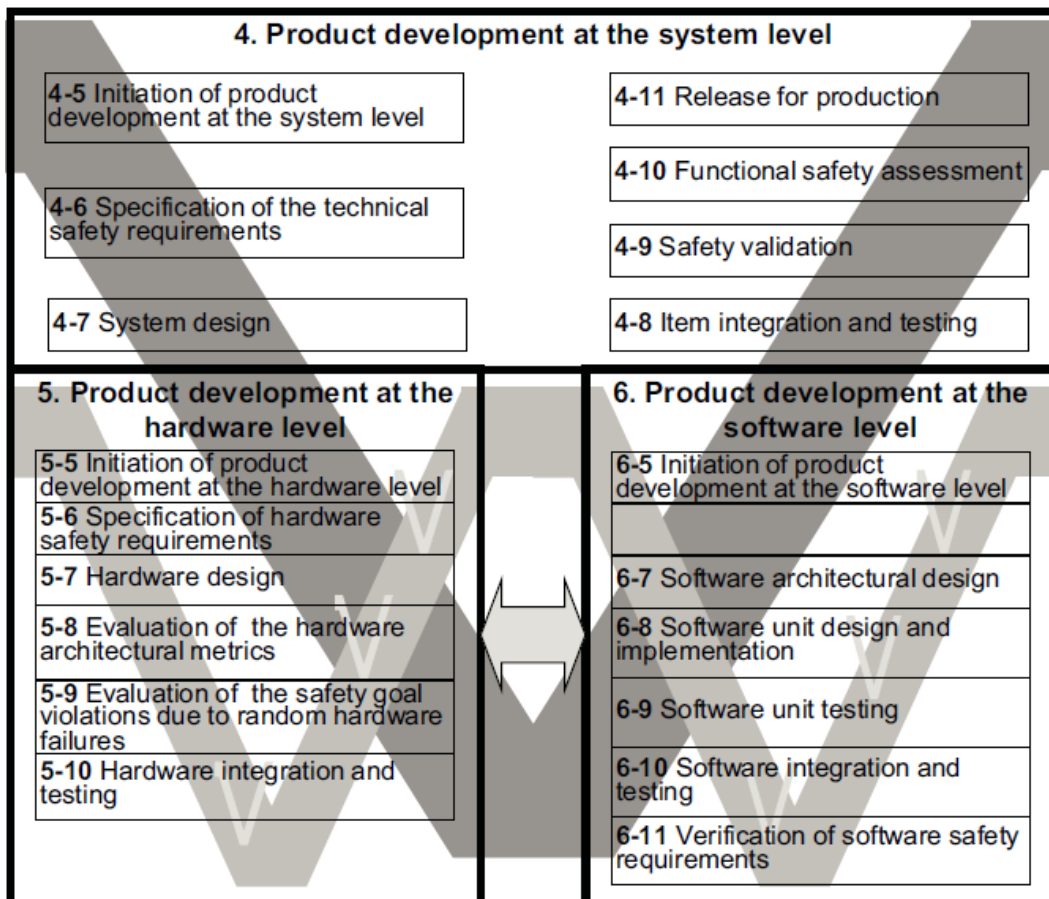 4. Product development at the system level
4-5 Initiation of product
development at the system level
4-6 Specification of the technical
safety requirements
4-7 System design
4-11 Release for production
4-10 Functional safety assessment
4-9 Safety validation
4-8 Item integration and testing
5. Product development at the
hardware level
5-5 Initiation of product
development at the hardware level
5-6 Specification of hardware
safety requirements
5-7 Hardware design
5-8 Evaluation of the hardware
architectural metrics
5-9 Evaluation of the safety goal
violations due to random hardware
failures
5-10 Hardware integration and
testing
6. Product development at the
software level
6-5 Initiation of product
development at the software level
6-7 Software architectural design
6-8 Software unit design and
implementation
6-9 Software unit testing
6-10 Software integration and
testing
6-11 Verification of software safety
requirements